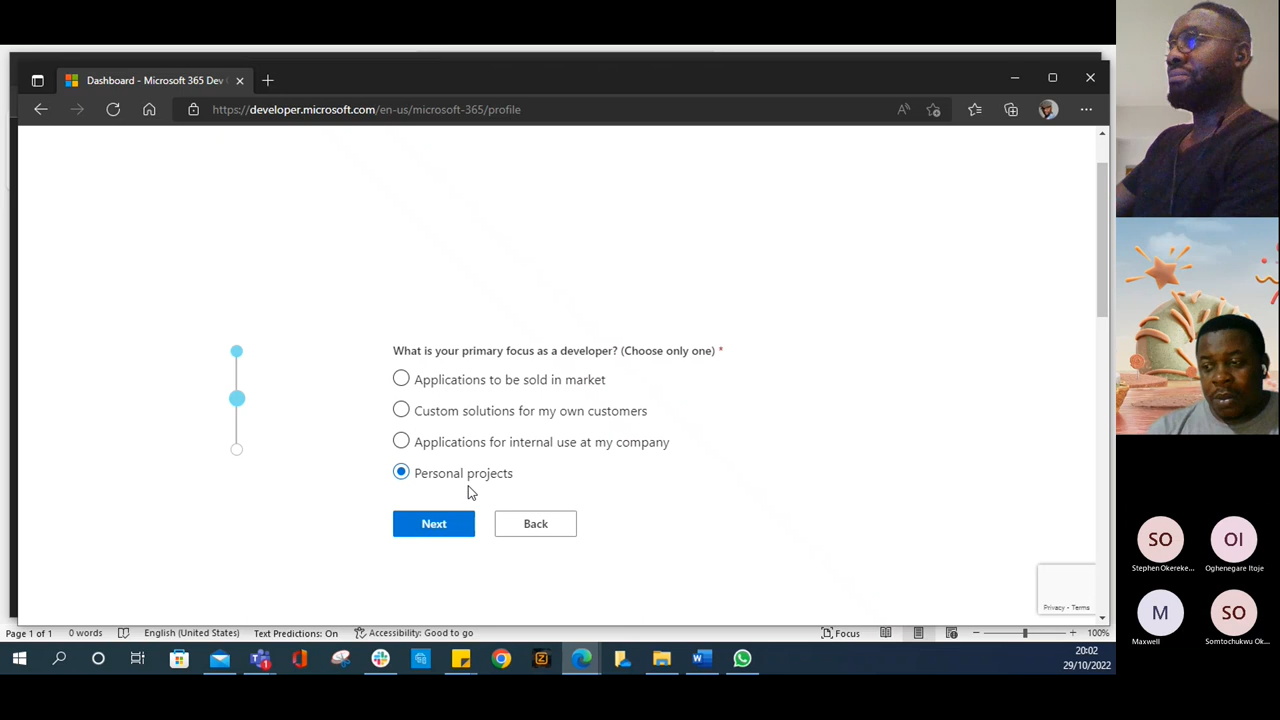 Dashboard - Microsoft 365 Dev
https://developer.microsoft.com/en-us/microsoft-365/profile
What is your primary focus as a developer? (Choose only one) *
Applications to be sold in market
Custom solutions for my own customers
Applications for internal use at my company
Personal projects
Next
Back
Privacy - Terms
Page 1 of 1
0 words
English (United States)
Text Predictions: On
Accessibility: Good to go
Focus
100%
20:02
29/10/2022
SO
Stephen Okereke...
OI
Oghenegare Itoje
M
Maxwell
SO
Somtochukwu Ok...